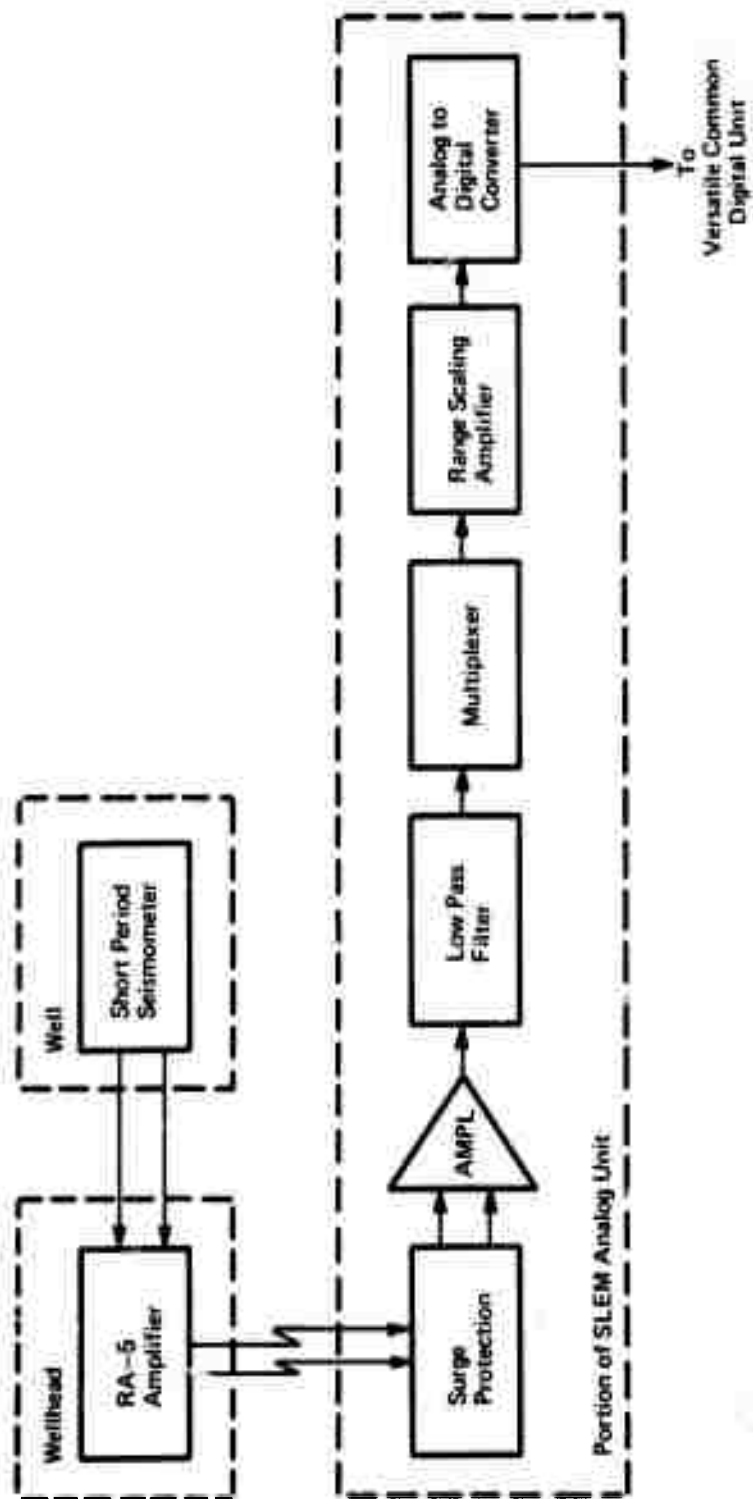 Wellhead
RA-5
Amplifier
Well
Short Period
Seismometer
Surge
Protection
AMPL
Low Pass
Filter
Multiplexer
Range Scaling
Amplifier
Analog to
Digital
Converter
Portion of SLEM Analog Unit
To
Versatile Common
Digital Unit